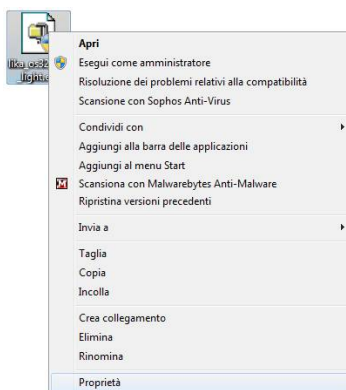 Apri
Esegui come amministratore
Risoluzione dei problemi relativi alla compatibilità
Scansione con Sophos Anti-Virus
Condividi con
Aggiungi alla barra delle applicazioni
Aggiungi al menu Start
Scansiona con Malwarebytes Anti-Malware
Ripristina versioni precedenti
Invia a
Taglia
Copia
Incolla
Crea collegamento
Elimina
Rinomina
Proprietà